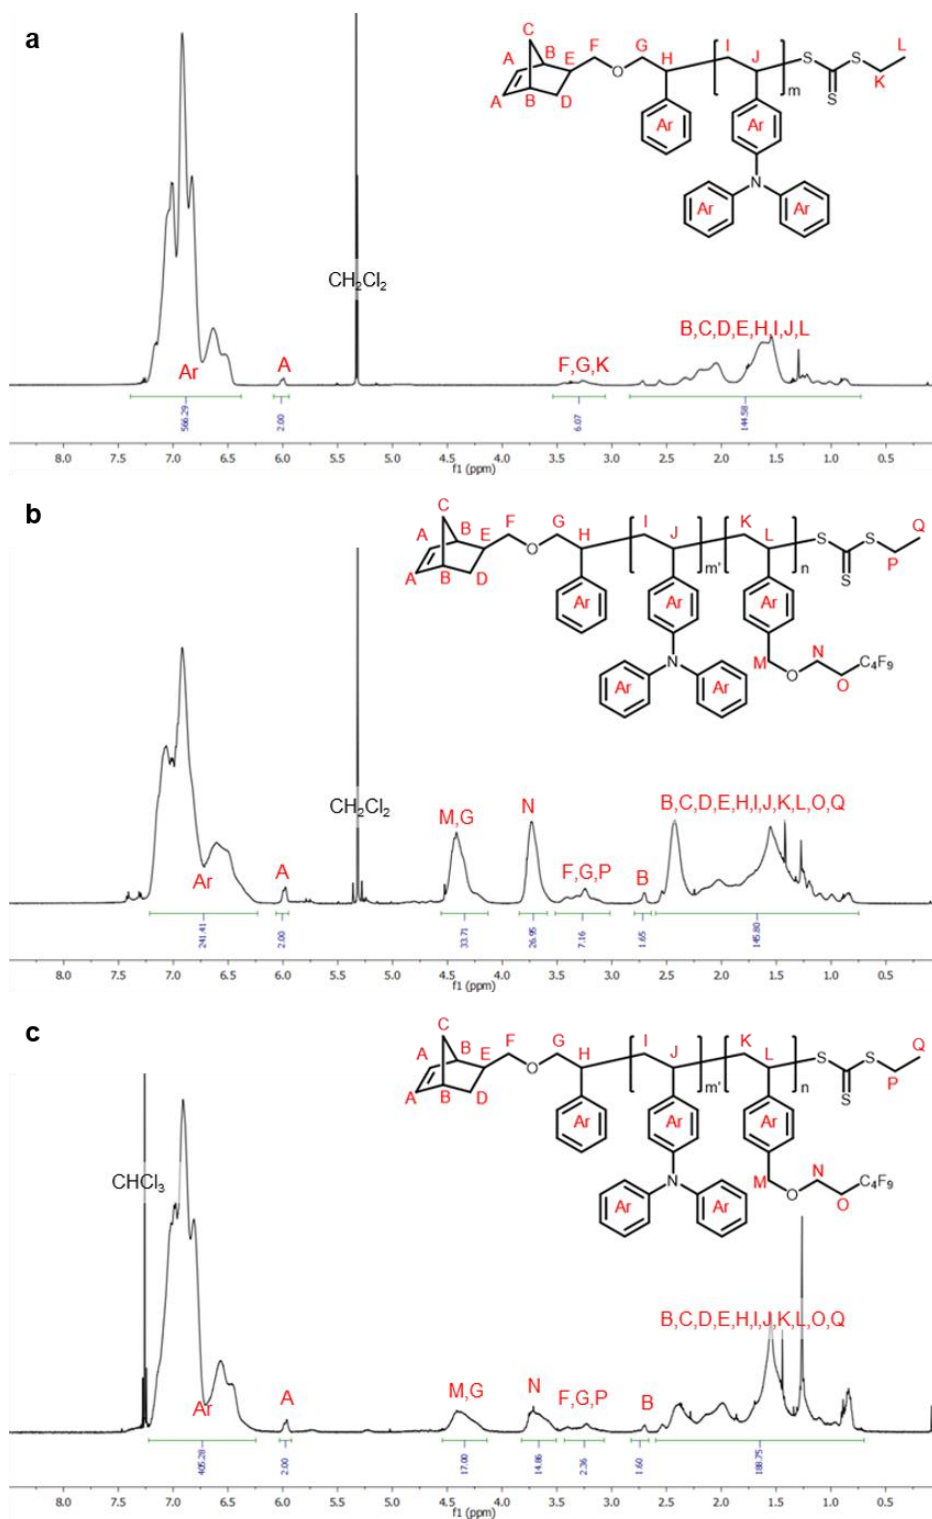 a
C
A
B
E
F
G
H
I
J
L
O
S
S
K
A
B
D
m
S
Ar
Ar
N
Ar
Ar
CH2Cl2
B,C,D,E,H,I,J,L
Ar
A
F,G,K
566.29
2.00
6.07
144.58
8.0 7.5 7.0 6.5 6.0 5.5 5.0 4.5 4.0 3.5 3.0 2.5 2.0 1.5 1.0 0.5
f1 (ppm)
b
C
A
B
E
F
G
H
I
J
K
L
Q
O
S
S
P
A
B
D
m'
n
S
Ar
Ar
Ar
N
M
O
N
C4F9
O
Ar
Ar
CH2Cl2
M,G
N
B,C,D,E,H,I,J,K,L,O,Q
Ar
A
F,G,P
B
241.41
2.00
33.71
26.95
7.16
1.65
145.80
8.0 7.5 7.0 6.5 6.0 5.5 5.0 4.5 4.0 3.5 3.0 2.5 2.0 1.5 1.0 0.5
f1 (ppm)
c
C
A
B
E
F
G
H
I
J
K
L
Q
O
S
S
P
A
B
D
m'
n
S
Ar
Ar
Ar
N
M
O
N
C4F9
O
Ar
Ar
CHCl3
B,C,D,E,H,I,J,K,L,O,Q
M,G
N
F,G,P
B
Ar
A
405.28
2.00
17.00
14.86
2.36
1.60
188.75
8.0 7.5 7.0 6.5 6.0 5.5 5.0 4.5 4.0 3.5 3.0 2.5 2.0 1.5 1.0 0.5
f1 (ppm)